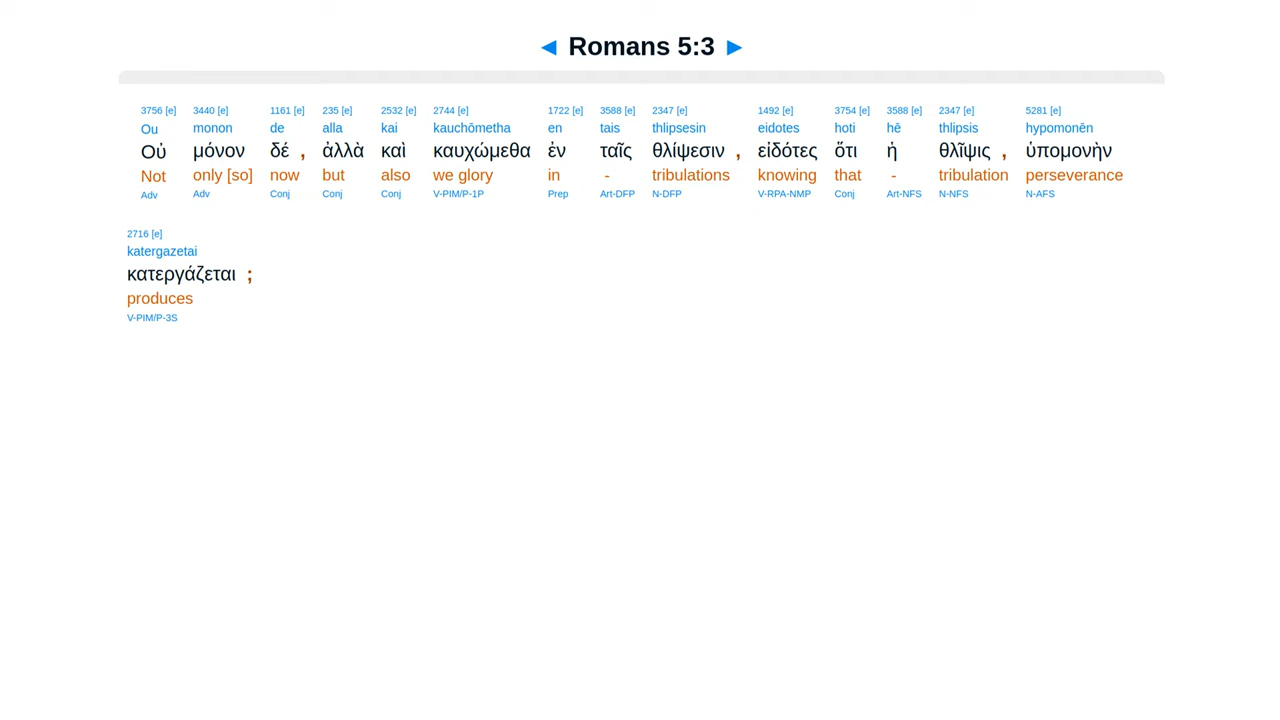 ◄ Romans 5:3 ►
3756 [e] 3440 [e] 1161 [e] 235 [e] 2532 [e] 2744 [e] 1722 [e] 3588 [e] 2347 [e] 1492 [e] 3754 [e] 3588 [e] 2347 [e] 5281 [e]
Ou monon de alla kai kauchōmetha en tais thlipsesin eidotes hoti hē thlipsis hypomonēn
Οὐ μόνον δέ , ἀλλὰ καὶ καυχώμεθα ἐν ταῖς θλίψεσιν , εἰδότες ὅτι ἡ θλῖψις , ὑπομονὴν
Not only [so] now but also we glory in - tribulations knowing that - tribulation perseverance
Adv Adv Conj Conj Conj V-PIM/P-1P Prep Art-DFP N-DFP V-RPA-NMP Conj Art-NFS N-NFS N-AFS
2716 [e]
katergazetai
κατεργάζεται ;
produces
V-PIM/P-3S